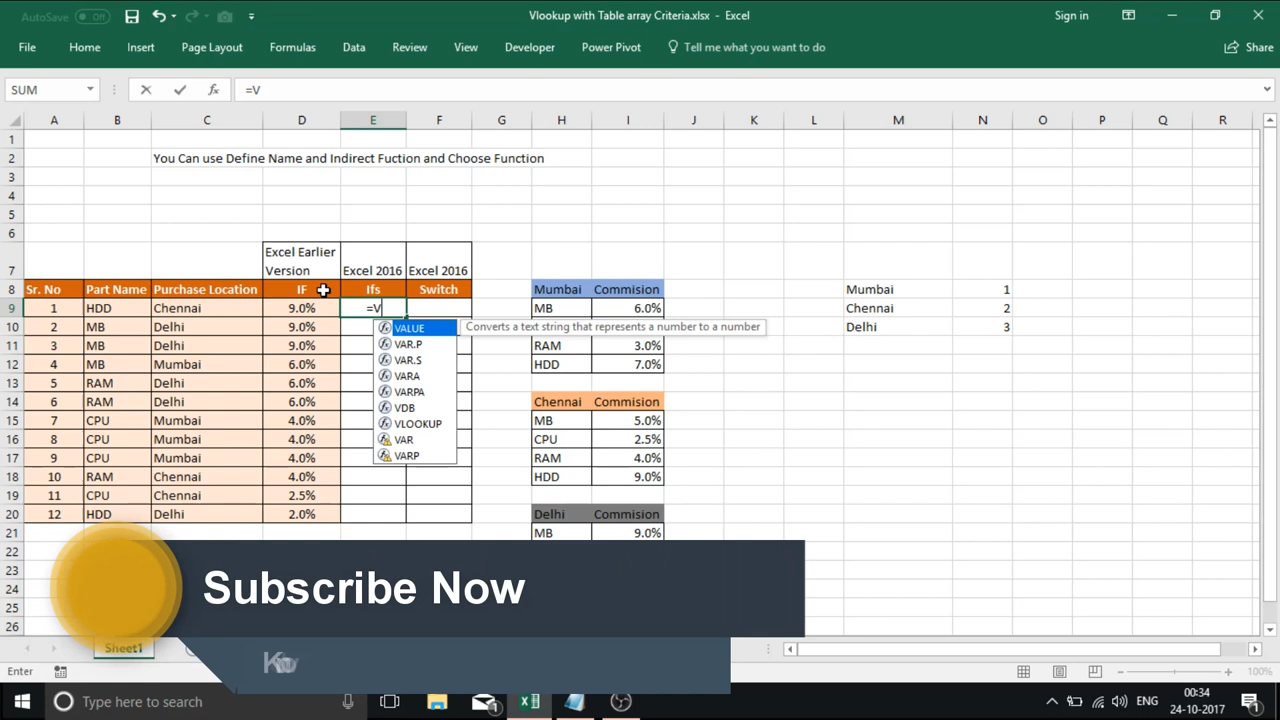 AutoSave Off
Vlookup with Table array Criteria.xlsx - Excel
Sign in
File Home Insert Page Layout Formulas Data Review View Developer Power Pivot Tell me what you want to do Share
SUM fx =V
A B C D E F G H I J K L M N O P Q R
1
2 You Can use Define Name and Indirect Fuction and Choose Function
3
4
5
6
Excel Earlier
7 Version Excel 2016 Excel 2016
8 Sr. No Part Name Purchase Location IF Ifs Switch Mumbai Commision Mumbai 1
9 1 HDD Chennai 9.0% =V MB 6.0% Chennai 2
10 2 MB Delhi 9.0% VALUE Converts a text string that represents a number to a number Delhi 3
11 3 MB Delhi 9.0% VAR.P RAM 3.0%
12 4 MB Mumbai 6.0% VAR.S HDD 7.0%
VARA
13 5 RAM Delhi 6.0% VARPA
14 6 RAM Delhi 6.0% VDB Chennai Commision
15 7 CPU Mumbai 4.0% VLOOKUP MB 5.0%
16 8 CPU Mumbai 4.0% VAR CPU 2.5%
17 9 CPU Mumbai 4.0% VARP RAM 4.0%
18 10 RAM Chennai 4.0% HDD 9.0%
19 11 CPU Chennai 2.5%
20 12 HDD Delhi 2.0% Delhi Commision
21 MB 9.0%
22
23
24
25
26
Subscribe Now
Sheet1
Enter 100%
Type here to search
1
ENG
00:34
24-10-2017
1